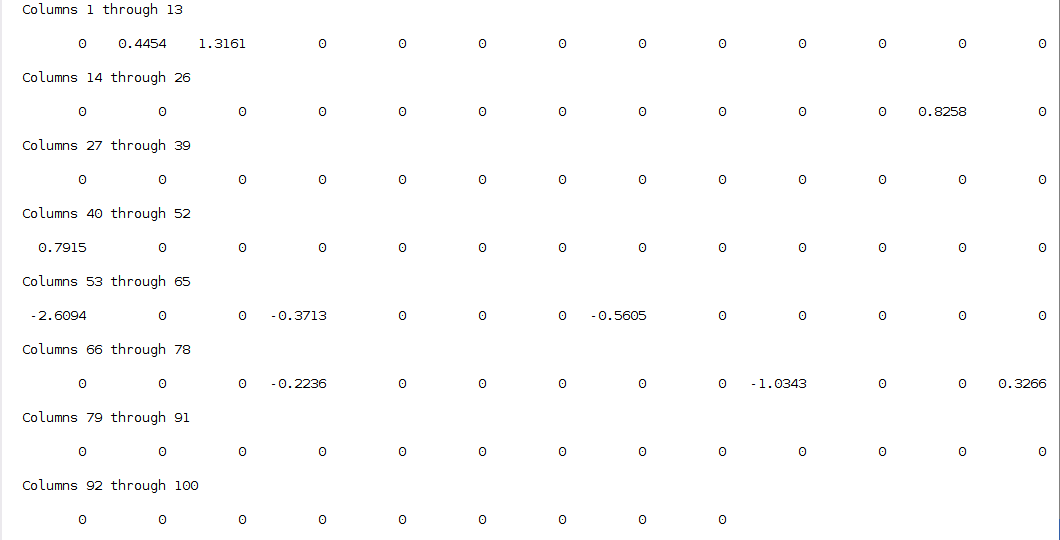 Columns 1 through 13
0 0.4454 1.3161 0 0 0 0 0 0 0 0 0 0
Columns 14 through 26
0 0 0 0 0 0 0 0 0 0 0 0.8258 0
Columns 27 through 39
0 0 0 0 0 0 0 0 0 0 0 0 0
Columns 40 through 52
0.7915 0 0 0 0 0 0 0 0 0 0 0 0
Columns 53 through 65
-2.6094 0 0 -0.3713 0 0 0 -0.5605 0 0 0 0 0
Columns 66 through 78
0 0 0 -0.2236 0 0 0 0 0 -1.0343 0 0 0.3266
Columns 79 through 91
0 0 0 0 0 0 0 0 0 0 0 0 0
Columns 92 through 100
0 0 0 0 0 0 0 0 0